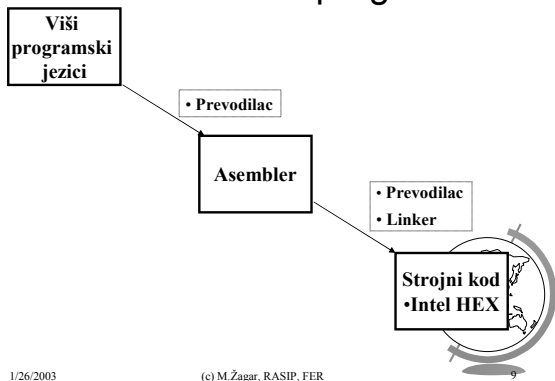 Viši
programski
jezici
• Prevodilac
Asembler
• Prevodilac
• Linker
Strojni kod
•Intel HEX
1/26/2003
(c) M.Žagar, RASIP, FER
9